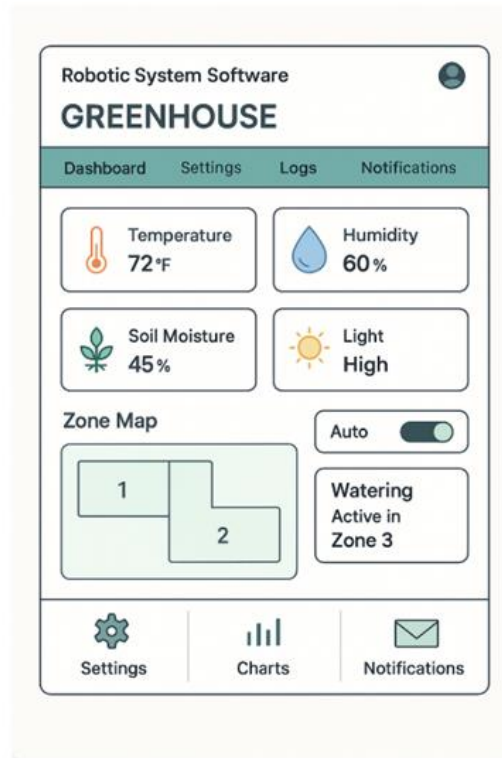 Robotic System Software
GREENHOUSE
Dashboard Settings Logs Notifications
Temperature
72°F
Humidity
60%
Soil Moisture
45%
Light
High
Zone Map
1
2
Auto
Watering
Active in
Zone 3
Settings
Charts
Notifications